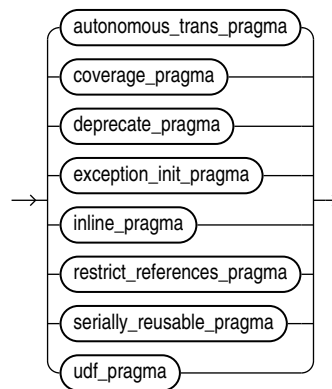 autonomous_trans_pragma
coverage_pragma
deprecate_pragma
exception_init_pragma
inline_pragma
restrict_references_pragma
serially_reusable_pragma
udf_pragma